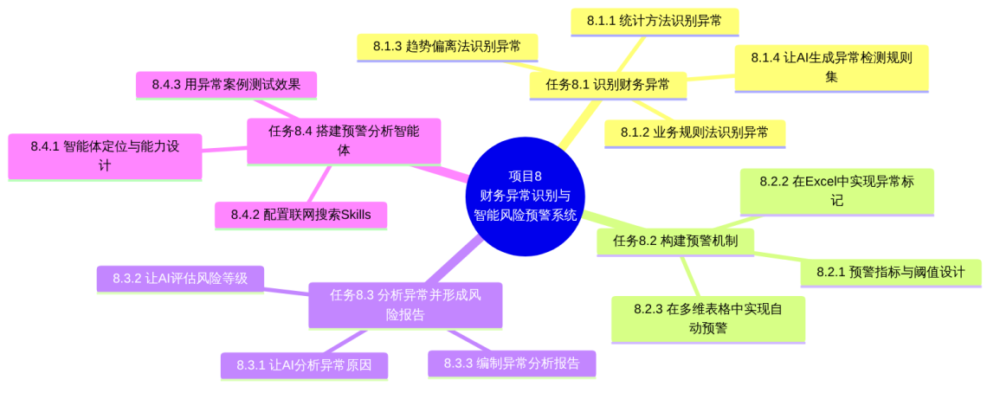 项目8
财务异常识别与
智能风险预警系统
任务8.1 识别财务异常
8.1.1 统计方法识别异常
8.1.2 业务规则法识别异常
8.1.3 趋势偏离法识别异常
8.1.4 让AI生成异常检测规则
集
任务8.2 构建预警机制
8.2.1 预警指标与阈值设计
8.2.2 在Excel中实现异常标
记
8.2.3 在多维表格中实现自
动预警
任务8.3 分析异常并形成风
险报告
8.3.1 让AI分析异常原因
8.3.2 让AI评估风险等级
8.3.3 编制异常分析报告
任务8.4 搭建预警分析智能
体
8.4.1 智能体定位与能力设
计
8.4.2 配置联网搜索Skills
8.4.3 用异常案例测试效果